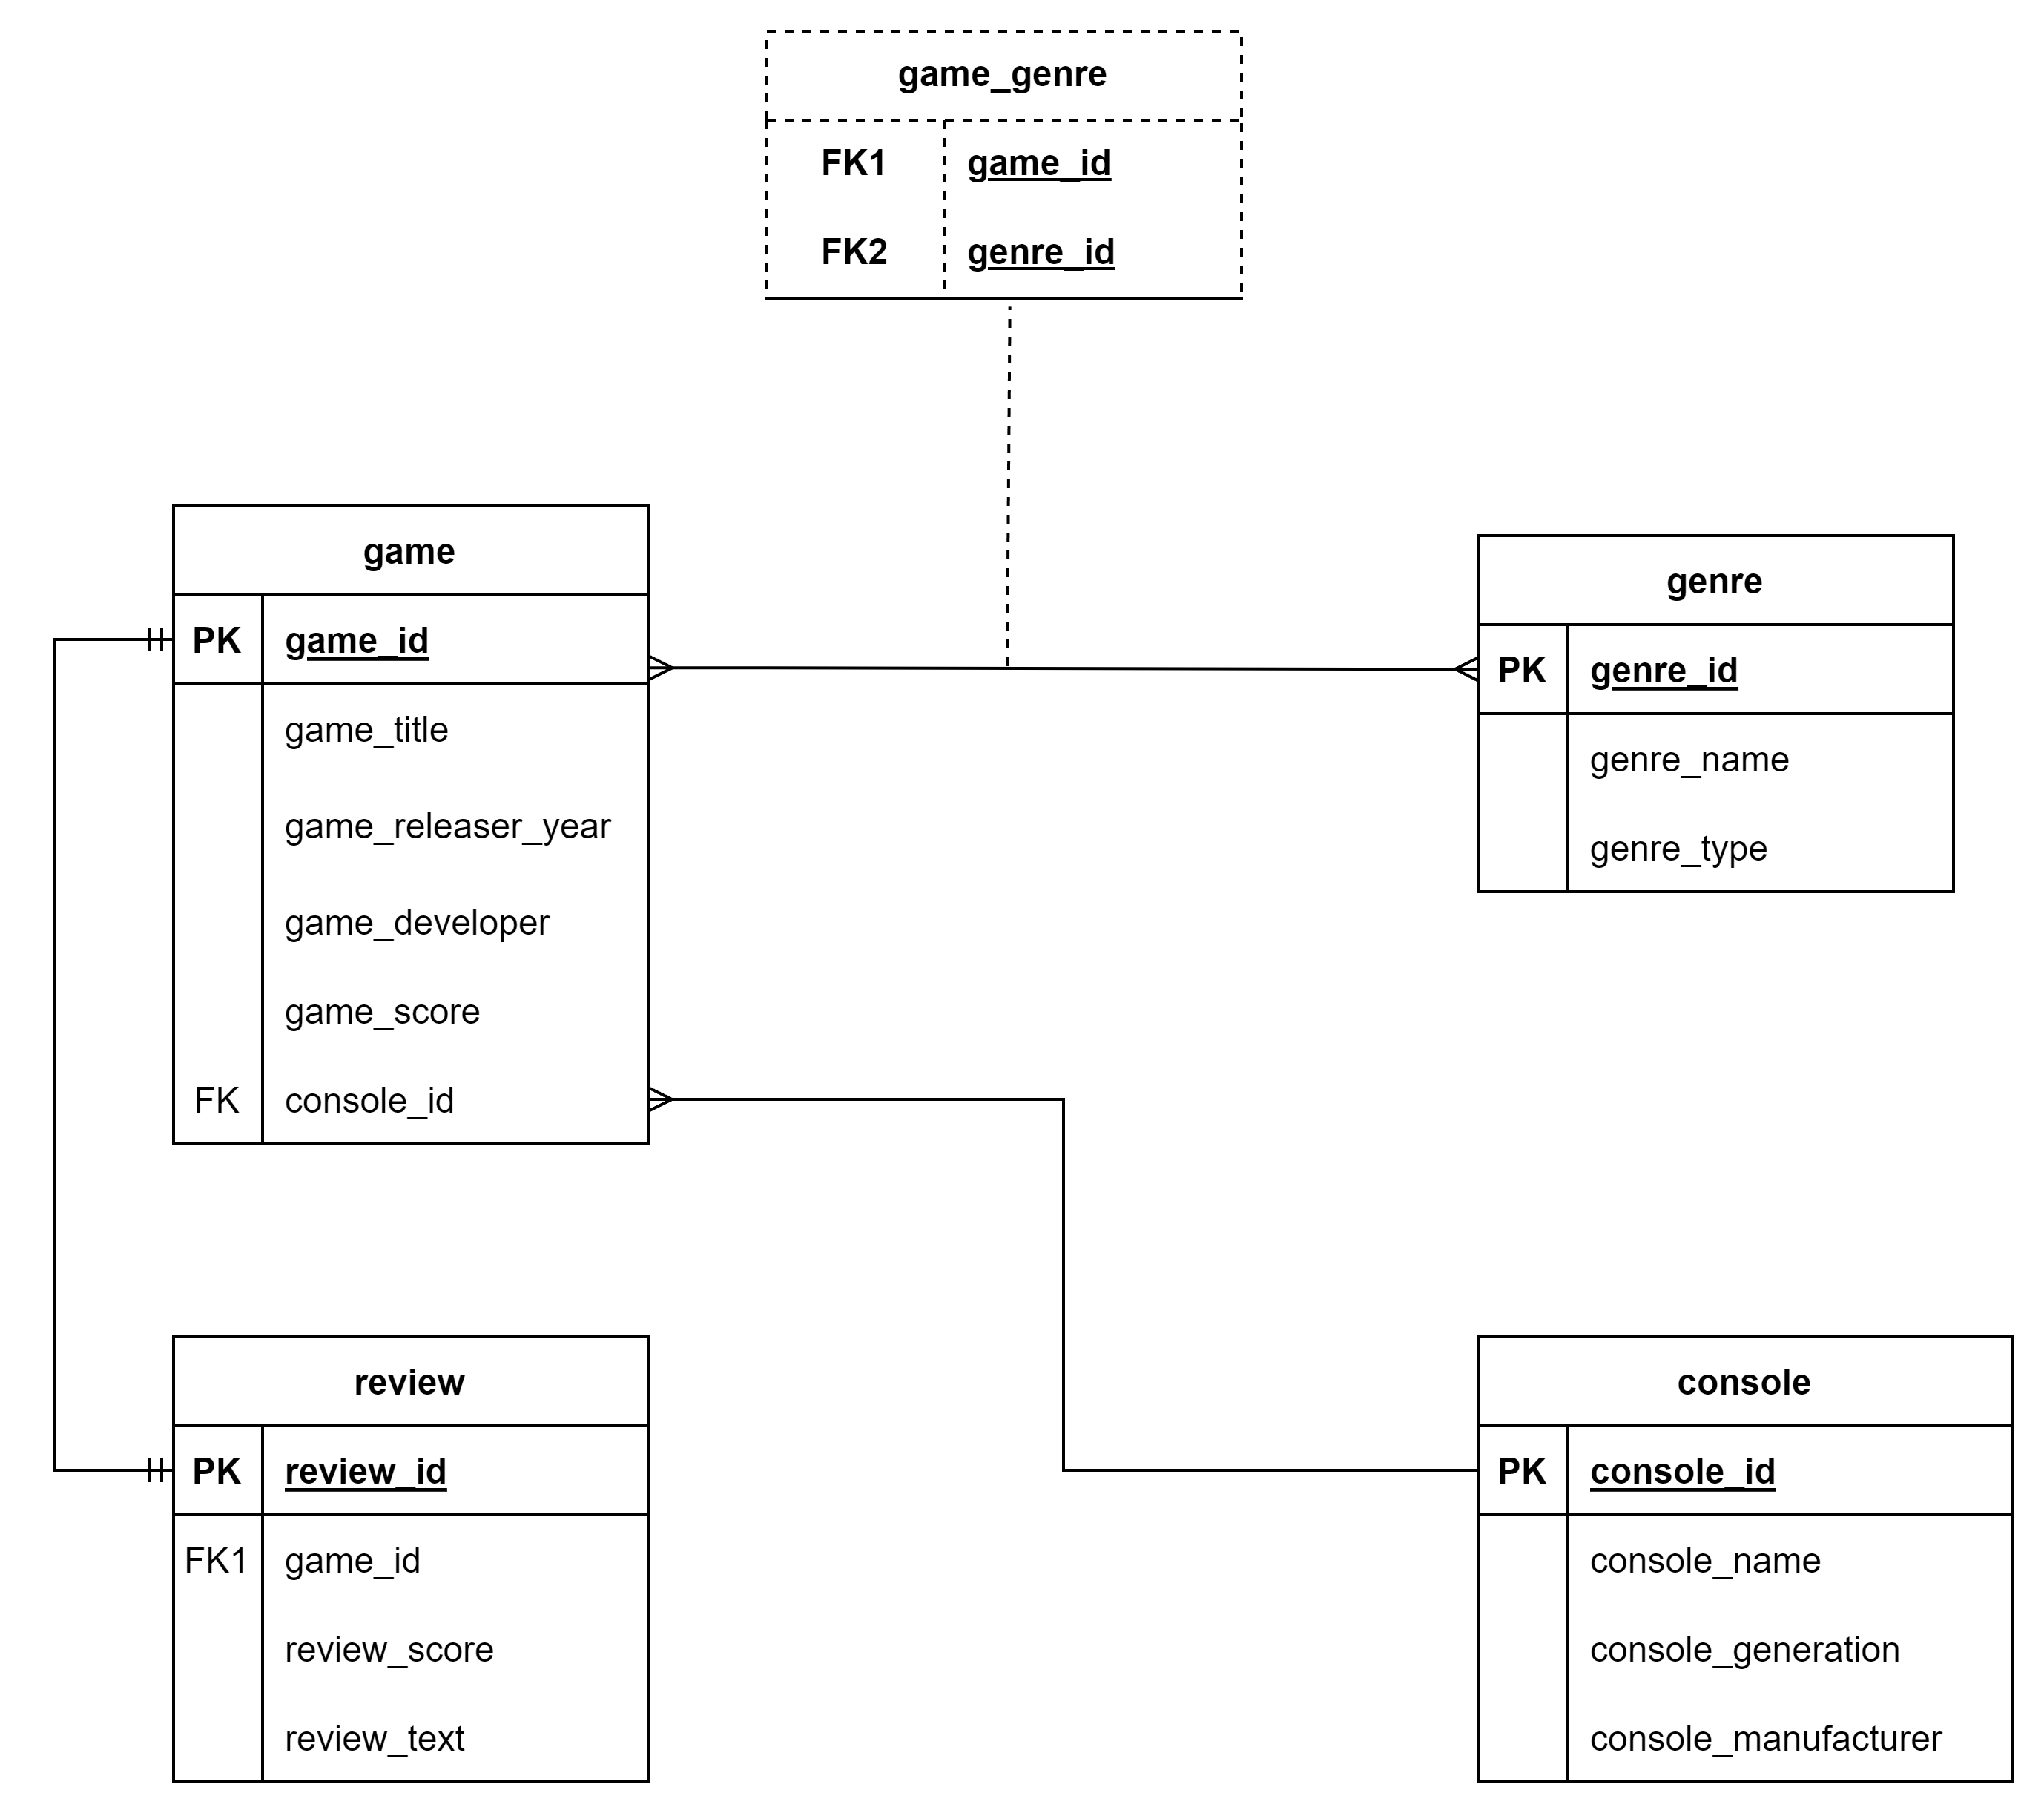 game_genre
FK1 game_id
FK2 genre_id
game
PK game_id
game_title
game_releaser_year
game_developer
game_score
FK console_id
genre
PK genre_id
genre_name
genre_type
review
PK review_id
FK1 game_id
review_score
review_text
console
PK console_id
console_name
console_generation
console_manufacturer